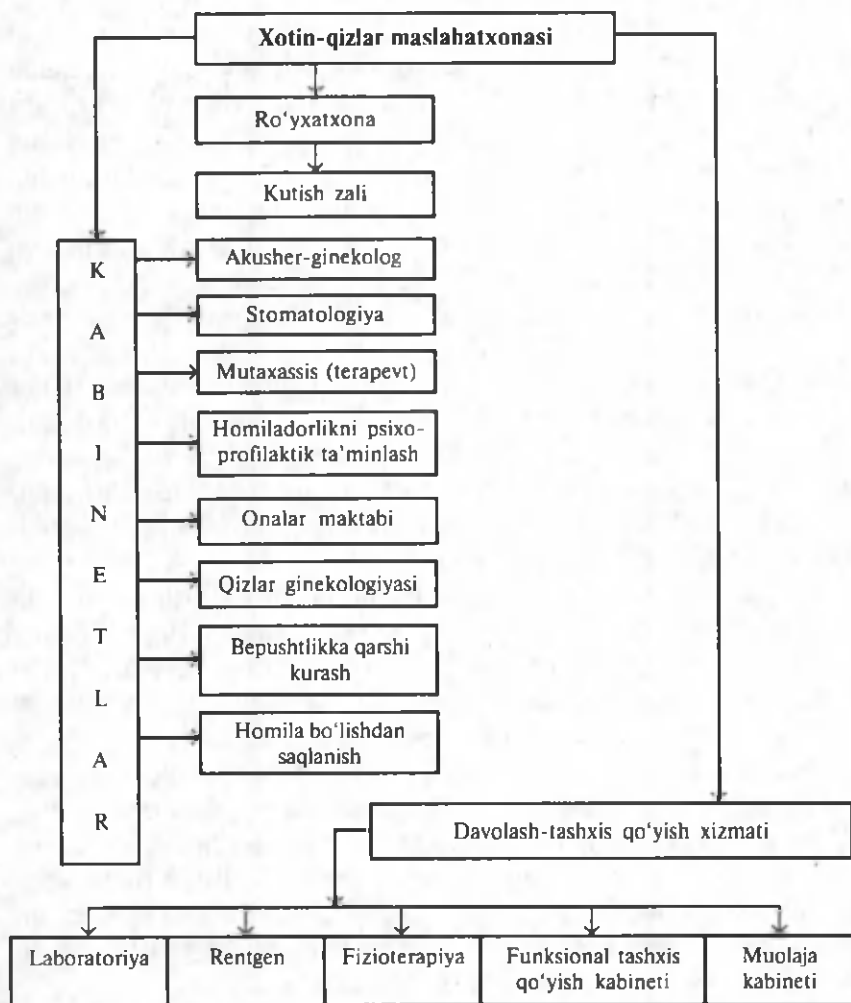 Xotin-qizlar maslahatxonasi
Ro‘yxatxona
Kutish zali
K
A
B
I
N
E
T
L
A
R
Akusher-ginekolog
Stomatologiya
Mutaxassis (terapevt)
Homiladorlikni psixo-
profilaktik ta’minlash
Onalar maktabi
Qizlar ginekologiyasi
Bepushtlikka qarshi
kurash
Homila bo‘lishdan
saqlanish
Davolash-tashxis qo‘yish xizmati
Laboratoriya
Rentgen
Fizioterapiya
Funksional tashxis
qo‘yish kabineti
Muolaja
kabineti